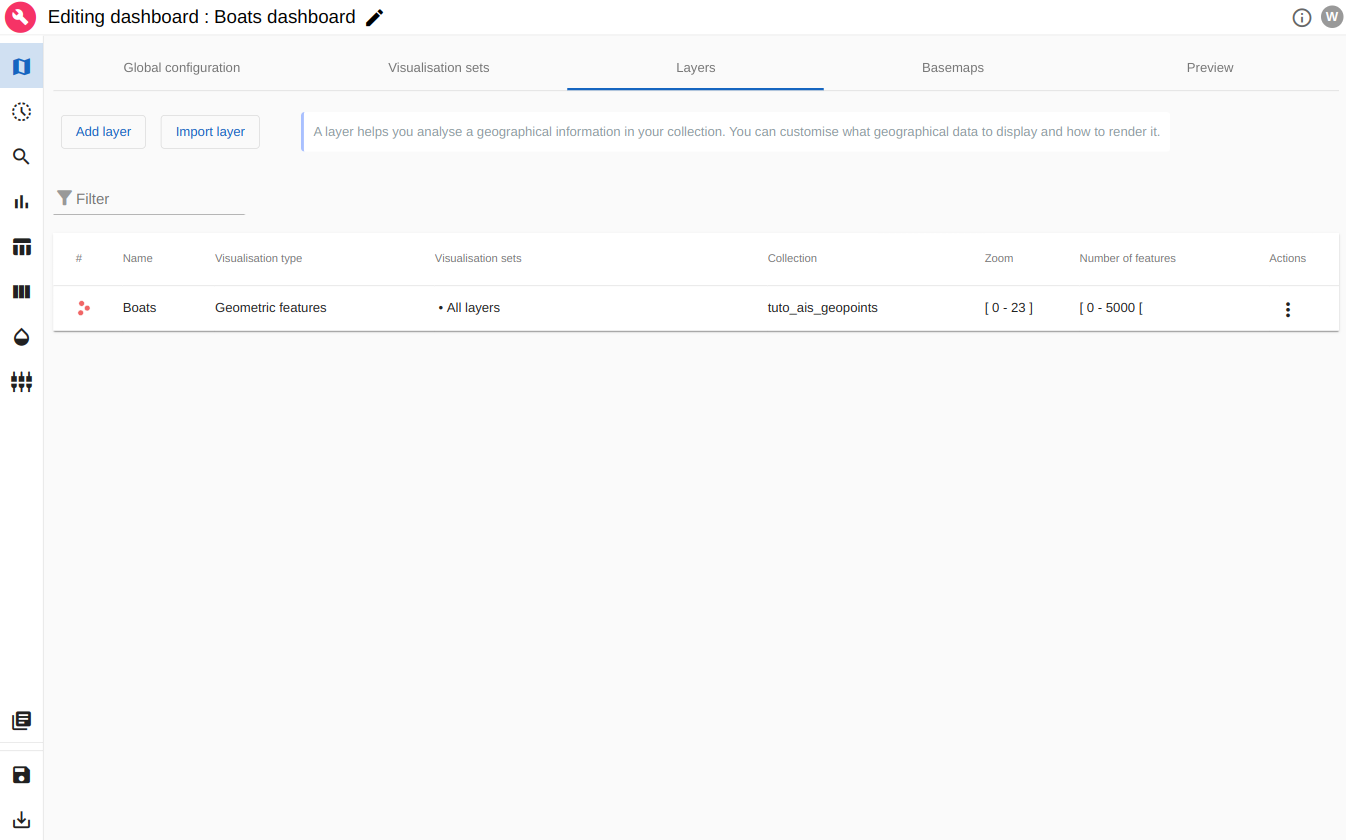 Editing dashboard : Boats dashboard
W
Global configuration
Visualisation sets
Layers
Basemaps
Preview
Add layer
Import layer
A layer helps you analyse a geographical information in your collection. You can customise what geographical data to display and how to render it.
Filter
# Name Visualisation type Visualisation sets Collection Zoom Number of features Actions
Boats Geometric features • All layers tuto_ais_geopoints [ 0 - 23 ] [ 0 - 5000 [